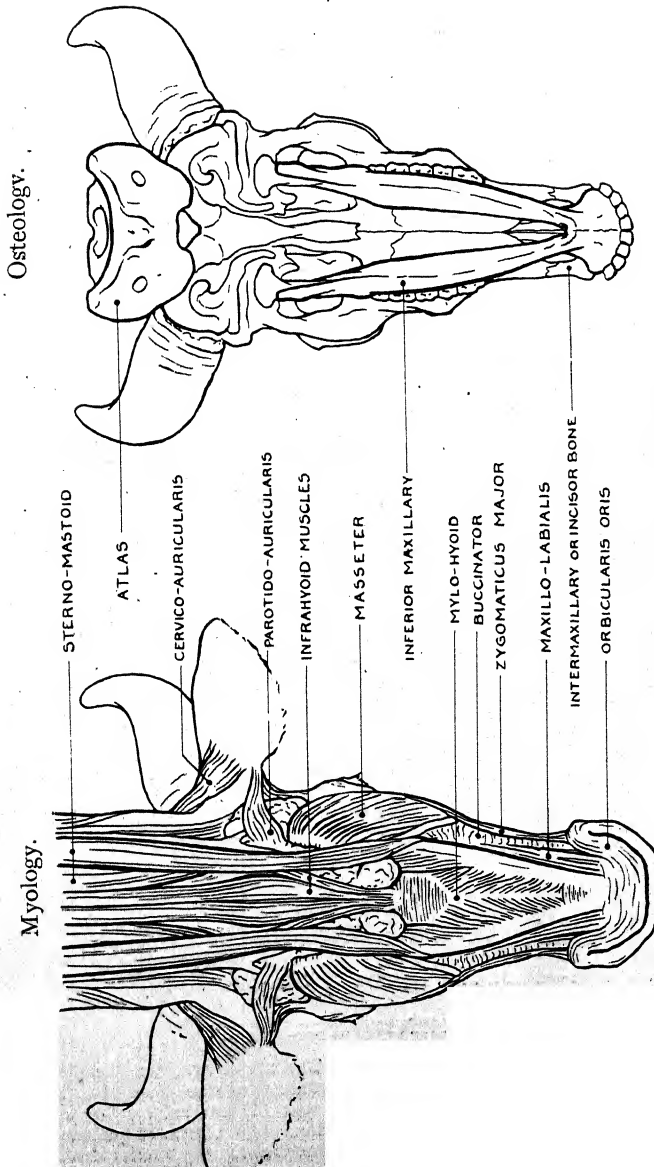 Osteology.
Myology.
STERNO-MASTOID
ATLAS
CERVICO-AURICULARIS
PAROTIDO-AURICULARIS
INFRAHYOID MUSCLES
MASSETER
INFERIOR MAXILLARY
MYLO-HYOID
BUCCINATOR
ZYGOMATICUS MAJOR
MAXILLO-LABIALIS
INTERMAXILLARY OR INCISOR BONE
ORBICULARIS ORIS